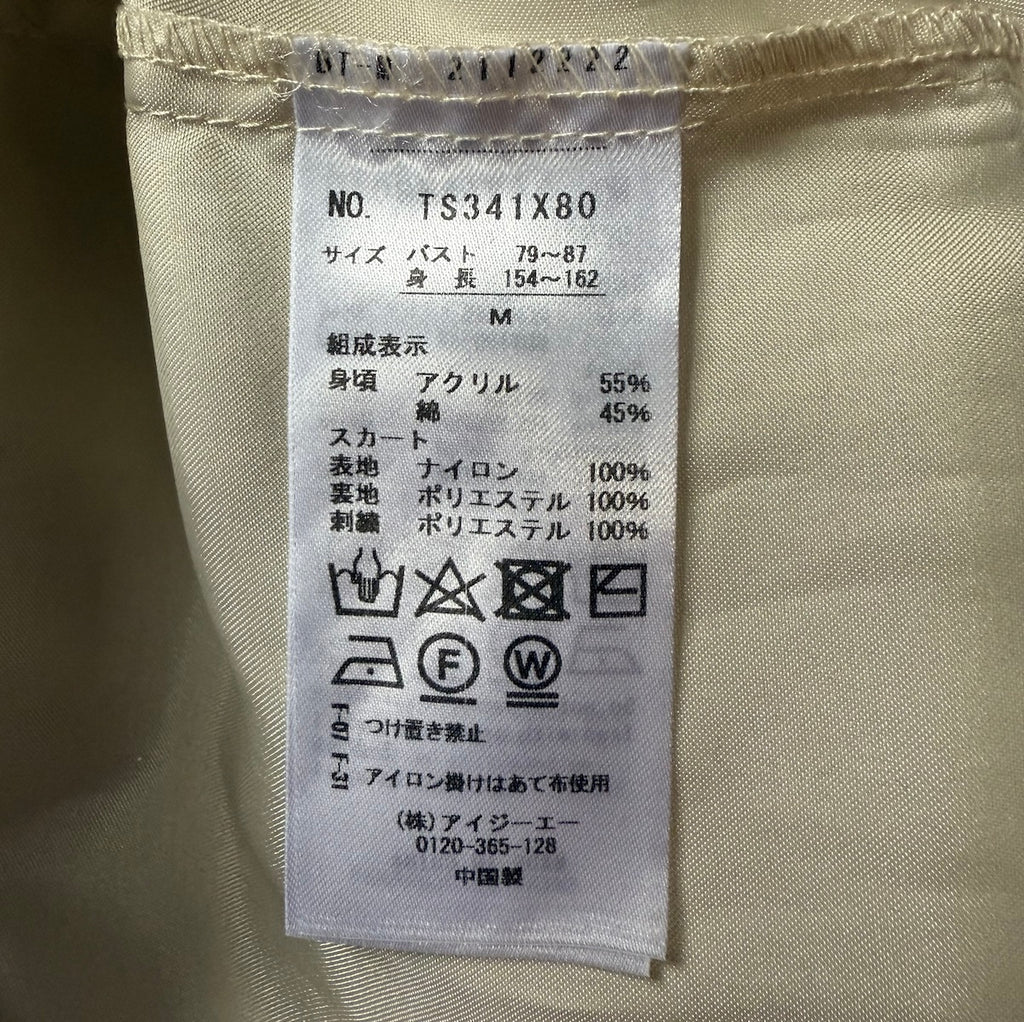 DT-M 2172222
NO. TS341X80
サイズ バスト 79～87
身長 154～162
M
組成表示
身頃 アクリル 55%
綿 45%
スカート
表地 ナイロン 100%
裏地 ポリエステル 100%
刺繍 ポリエステル 100%
F W
F-07 つけ置き禁止
F-31 アイロン掛けはあて布使用
(株)アイジーエー
0120-365-128
中国製